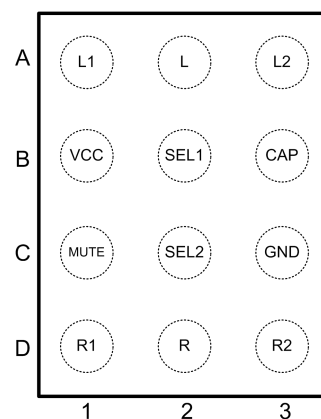 A L1 L L2
B VCC SEL1 CAP
C MUTE SEL2 GND
D R1 R R2
1 2 3